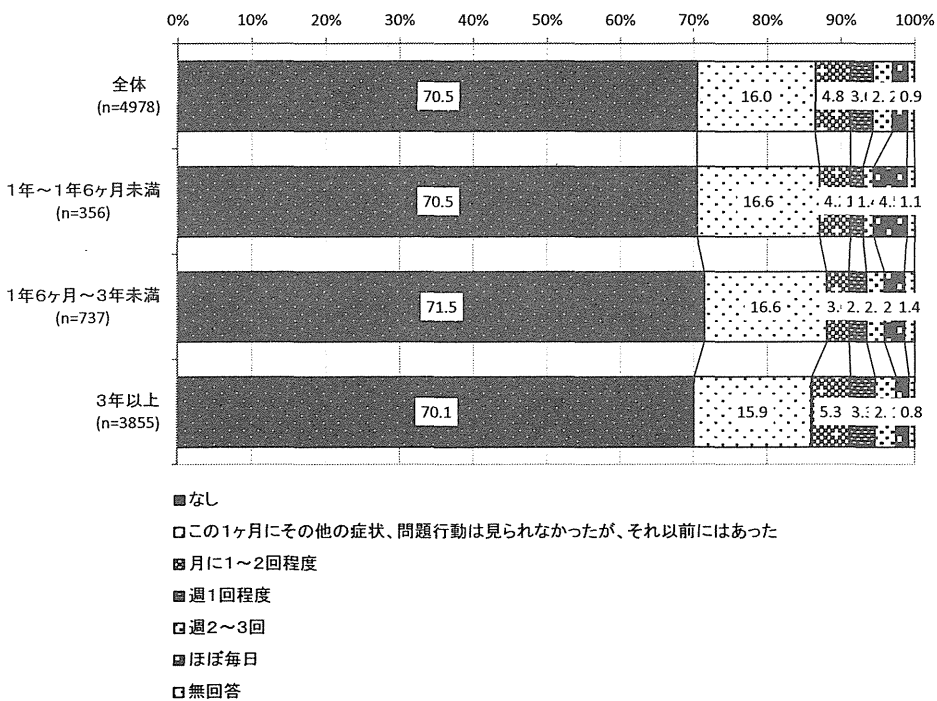 0% 10% 20% 30% 40% 50% 60% 70% 80% 90% 100%
全体
(n=4978)
70.5 16.0 4.8 0.9
1年～1年6ヶ月未満
(n=356)
70.5 16.6 1.1
1年6ヶ月～3年未満
(n=737)
71.5 16.6 1.4
3年以上
(n=3855)
70.1 15.9 5.3 0.8
なし
この1ヶ月にその他の症状、問題行動は見られなかったが、それ以前にはあった
月に1～2回程度
週1回程度
週2～3回
ほぼ毎日
無回答